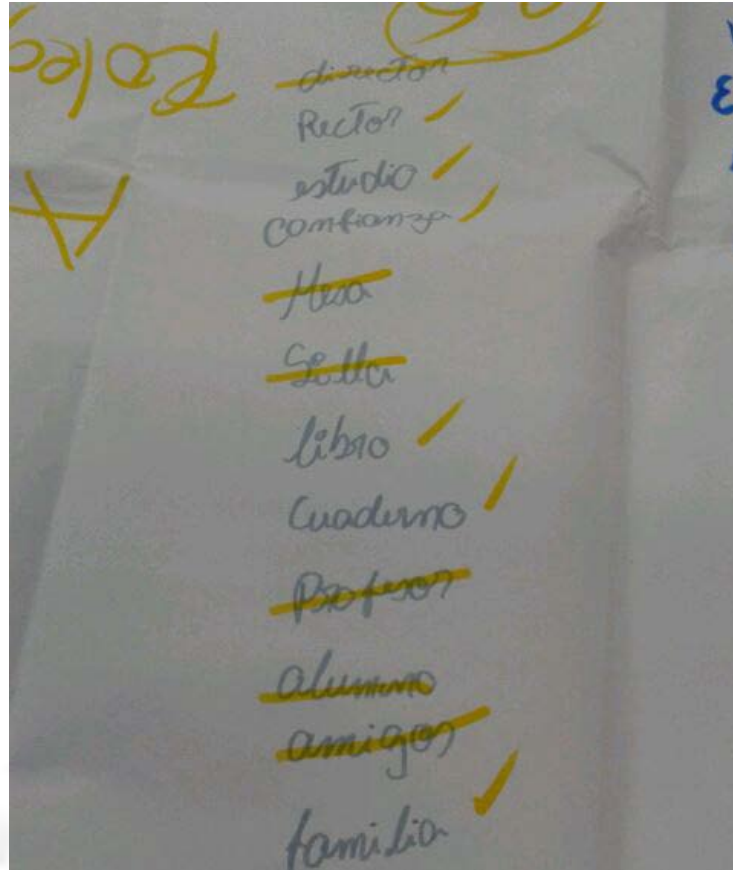 director
Rector
estudio
confianza
Mesa
Silla
libro
Cuaderno
Profesor
alumno
amigos
familia
A